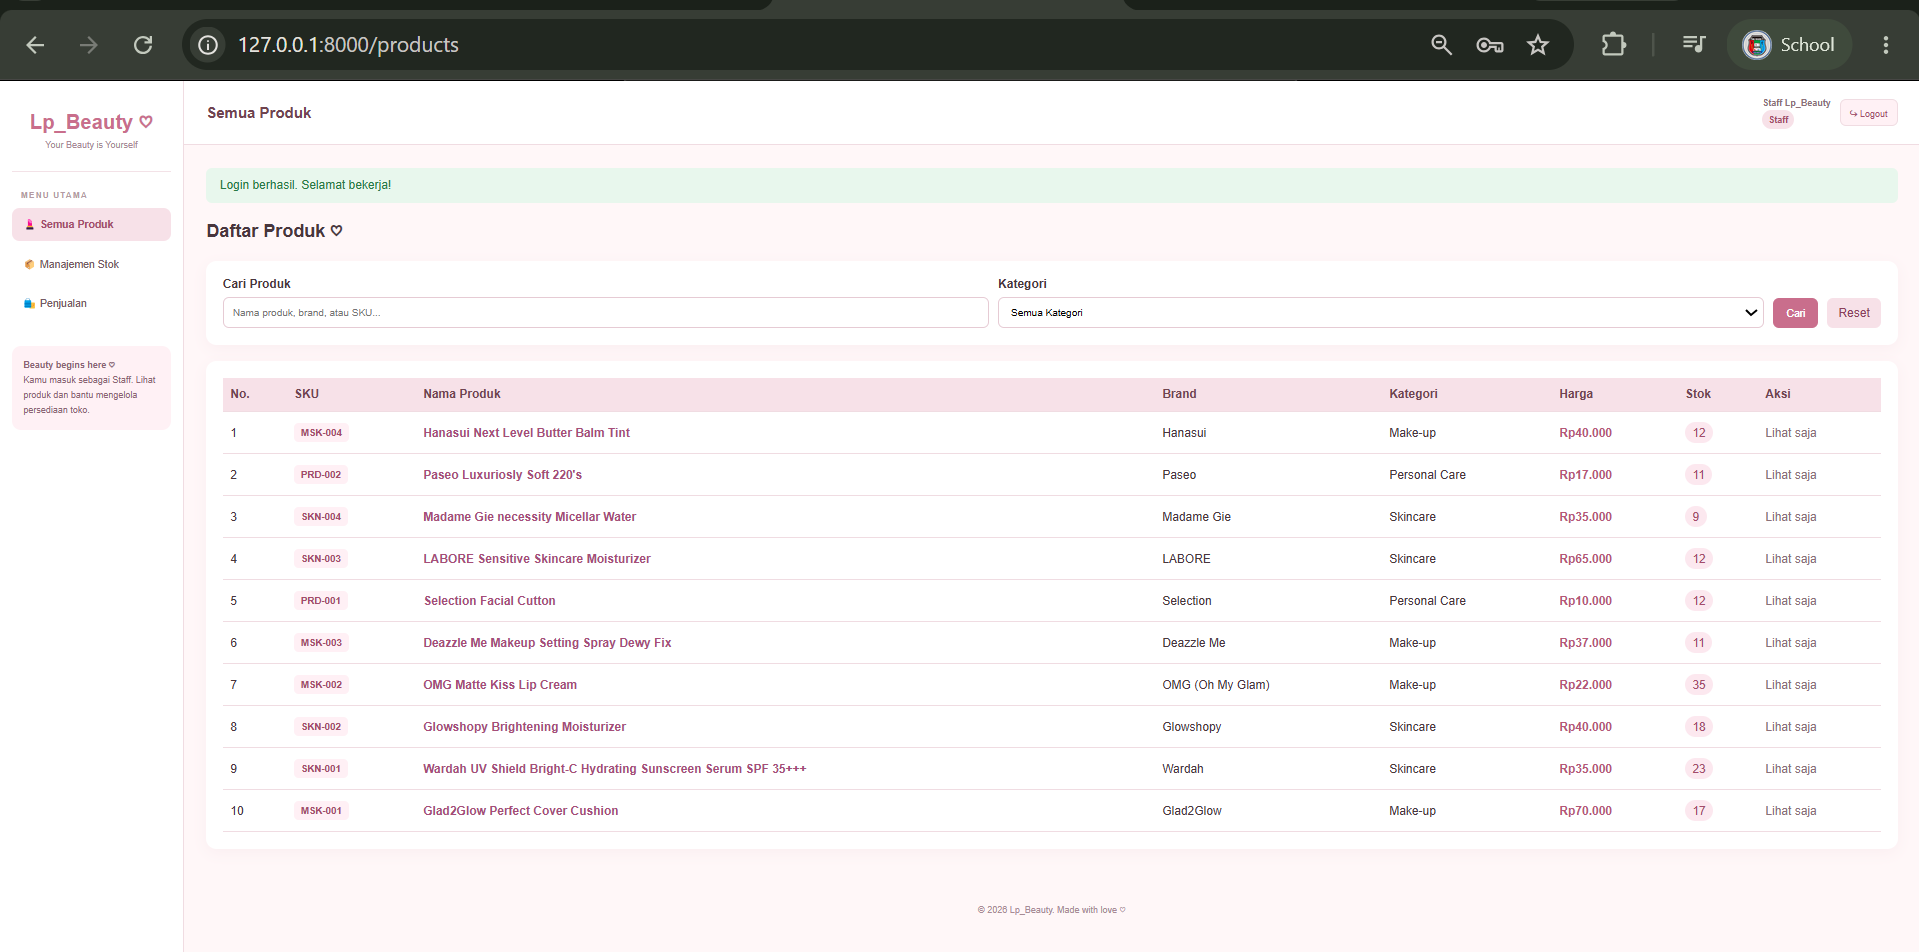 127.0.0.1:8000/products
School
Lp_Beauty ♡
Your Beauty is Yourself
MENU UTAMA
Semua Produk
Manajemen Stok
Penjualan
Beauty begins here ♡
Kamu masuk sebagai Staff. Lihat
produk dan bantu mengelola
persediaan toko.
Semua Produk
Staff Lp_Beauty
Staff
↪ Logout
Login berhasil. Selamat bekerja!
Daftar Produk ♡
Cari Produk
Kategori
Nama produk, brand, atau SKU...
Semua Kategori
Cari
Reset
No. SKU Nama Produk Brand Kategori Harga Stok Aksi
1 MSK-004 Hanasui Next Level Butter Balm Tint Hanasui Make-up Rp40.000 12 Lihat saja
2 PRD-002 Paseo Luxuriosly Soft 220's Paseo Personal Care Rp17.000 11 Lihat saja
3 SKN-004 Madame Gie necessity Micellar Water Madame Gie Skincare Rp35.000 9 Lihat saja
4 SKN-003 LABORE Sensitive Skincare Moisturizer LABORE Skincare Rp65.000 12 Lihat saja
5 PRD-001 Selection Facial Cutton Selection Personal Care Rp10.000 12 Lihat saja
6 MSK-003 Deazzle Me Makeup Setting Spray Dewy Fix Deazzle Me Make-up Rp37.000 11 Lihat saja
7 MSK-002 OMG Matte Kiss Lip Cream OMG (Oh My Glam) Make-up Rp22.000 35 Lihat saja
8 SKN-002 Glowshopy Brightening Moisturizer Glowshopy Skincare Rp40.000 18 Lihat saja
9 SKN-001 Wardah UV Shield Bright-C Hydrating Sunscreen Serum SPF 35+++ Wardah Skincare Rp35.000 23 Lihat saja
10 MSK-001 Glad2Glow Perfect Cover Cushion Glad2Glow Make-up Rp70.000 17 Lihat saja
© 2026 Lp_Beauty. Made with love ♡